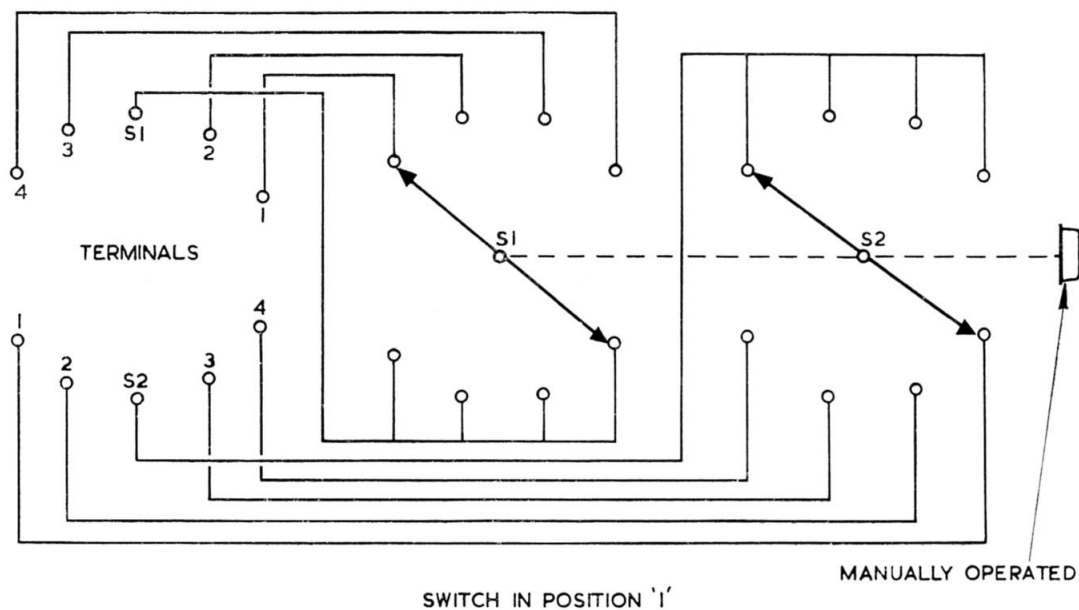 4
3
S1
2
1
TERMINALS
S1
S2
1
2
S2
3
4
MANUALLY OPERATED
SWITCH IN POSITION '1'